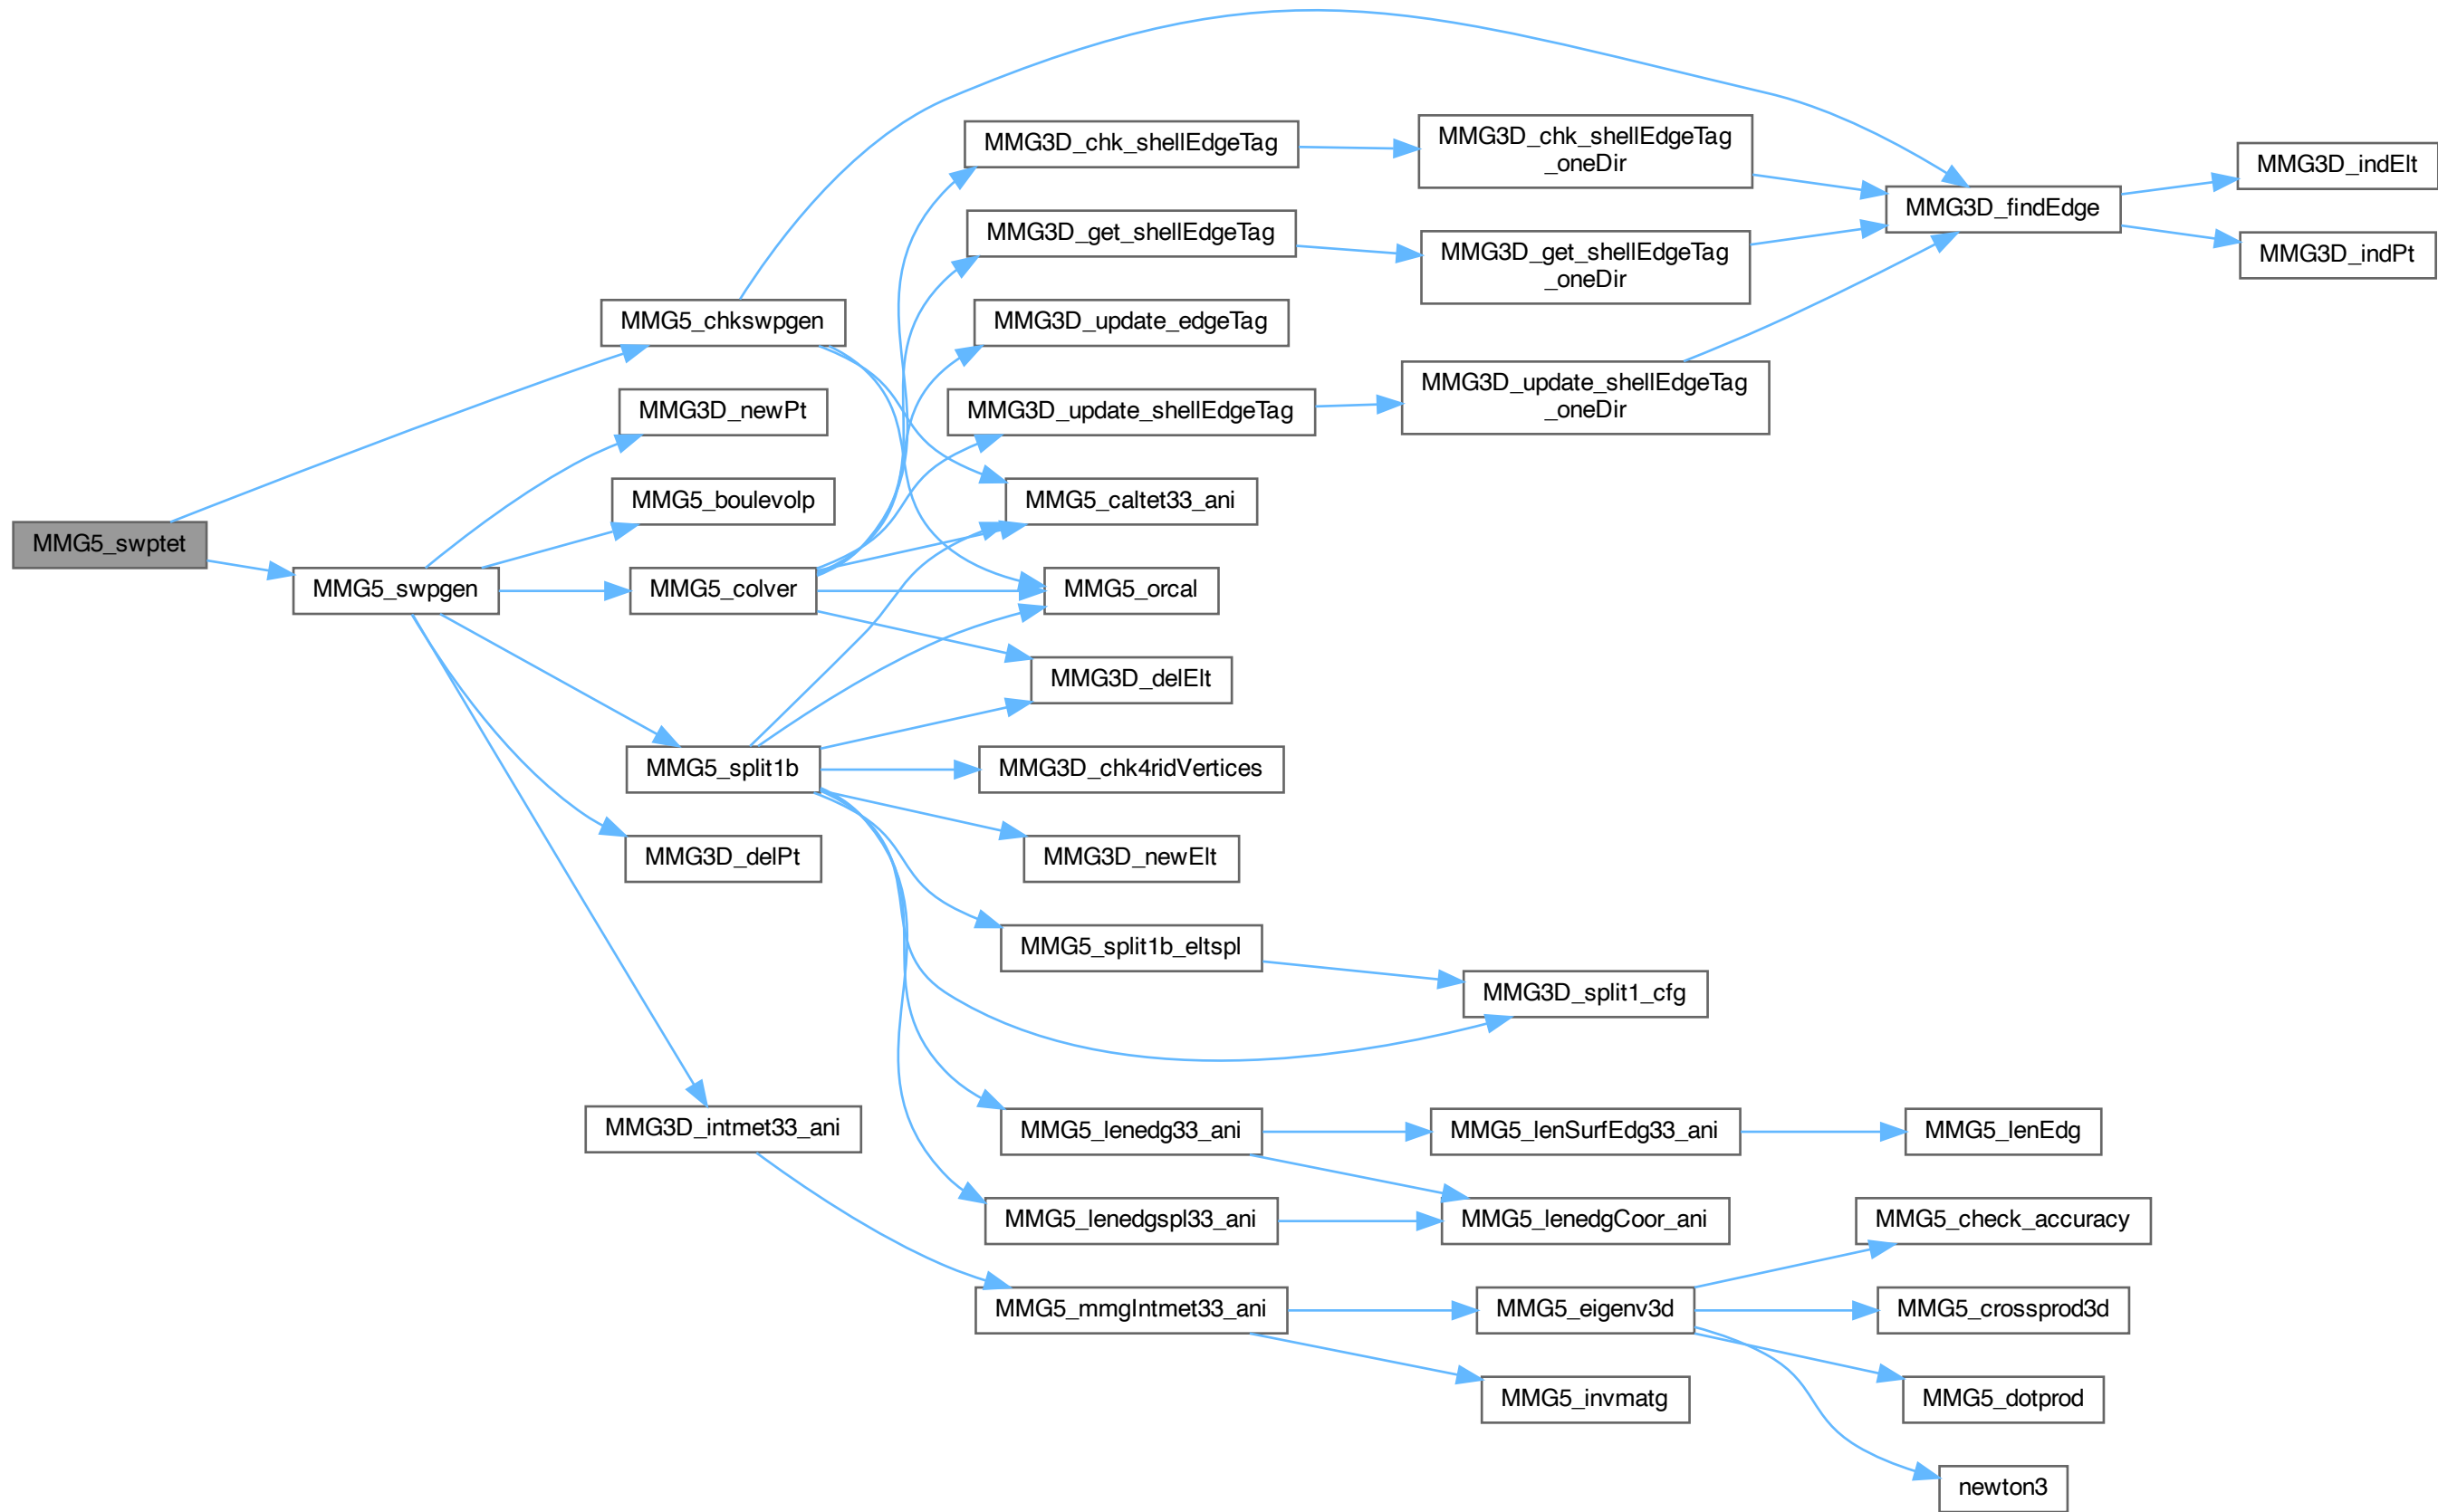 MMG5_swptet
MMG5_chkswpgen
MMG3D_newPt
MMG5_boulevolp
MMG5_swpgen
MMG5_colver
MMG5_split1b
MMG3D_delPt
MMG3D_intmet33_ani
MMG3D_chk_shellEdgeTag
MMG3D_get_shellEdgeTag
MMG3D_update_edgeTag
MMG3D_update_shellEdgeTag
MMG5_caltet33_ani
MMG5_orcal
MMG3D_delElt
MMG3D_chk4ridVertices
MMG3D_newElt
MMG5_split1b_eltspl
MMG5_lenedg33_ani
MMG5_lenedgspl33_ani
MMG5_mmgIntmet33_ani
MMG3D_chk_shellEdgeTag
_oneDir
MMG3D_get_shellEdgeTag
_oneDir
MMG3D_update_shellEdgeTag
_oneDir
MMG3D_split1_cfg
MMG5_lenSurfEdg33_ani
MMG5_lenedgCoor_ani
MMG5_eigenv3d
MMG5_invmatg
MMG3D_findEdge
MMG5_lenEdg
MMG5_check_accuracy
MMG5_crossprod3d
MMG5_dotprod
newton3
MMG3D_indElt
MMG3D_indPt